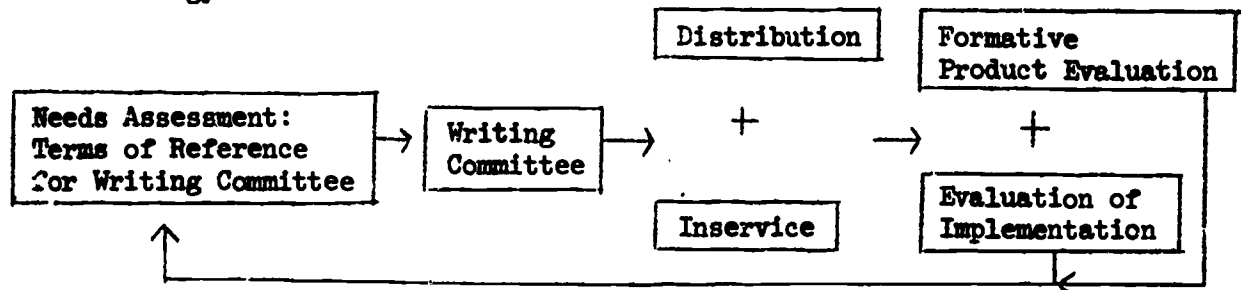 Distribution
Formative
Product Evaluation
Needs Assessment:
Terms of Reference
for Writing Committee
Writing
Committee
+
+
Inservice
Evaluation of
Implementation